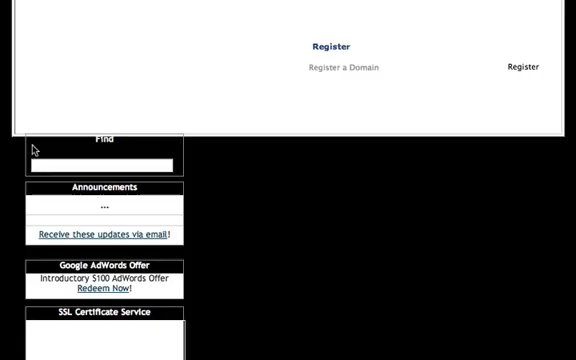 Register
Register a Domain Register
Find
Announcements
...
Receive these updates via email!
Google AdWords Offer
Introductory $100 AdWords Offer
Redeem Now!
SSL Certificate Service